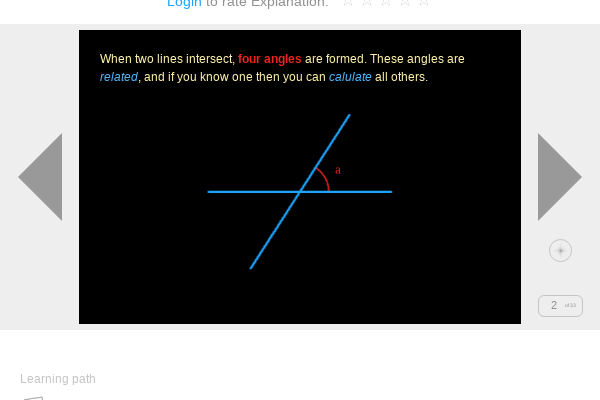 Login to rate Explanation:
When two lines intersect, four angles are formed. These angles are
related, and if you know one then you can calulate all others.
a
2
Learning path